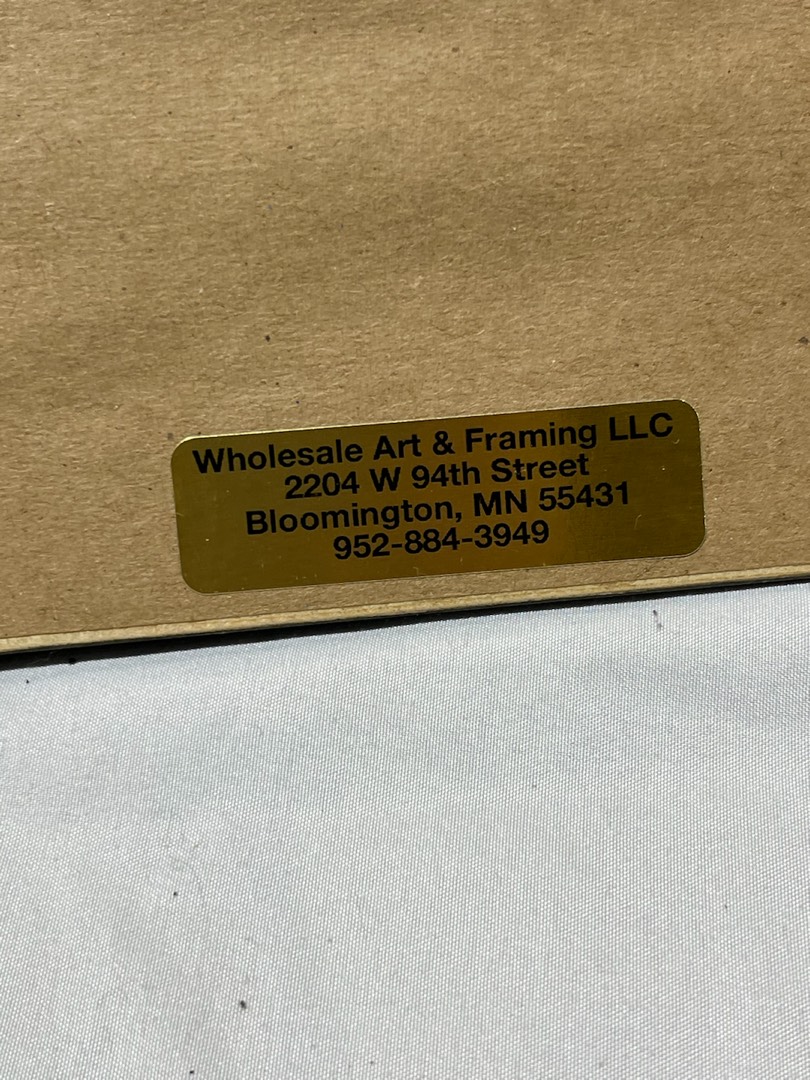 Wholesale Art & Framing LLC
2204 W 94th Street
Bloomington, MN 55431
952-884-3949